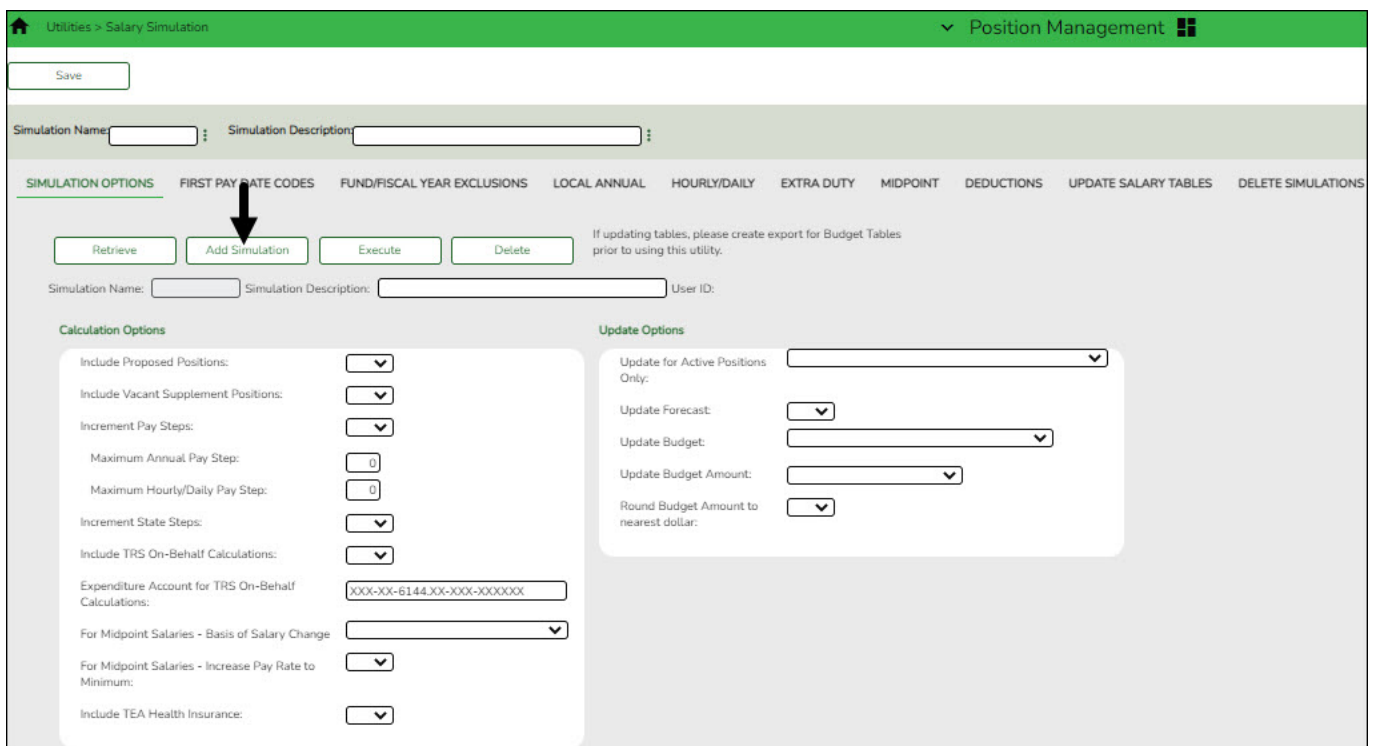 Utilities > Salary Simulation
Position Management
Save
Simulation Name:
Simulation Description:
SIMULATION OPTIONS FIRST PAY RATE CODES FUND/FISCAL YEAR EXCLUSIONS LOCAL ANNUAL HOURLY/DAILY EXTRA DUTY MIDPOINT DEDUCTIONS UPDATE SALARY TABLES DELETE SIMULATIONS
Retrieve Add Simulation Execute Delete
If updating tables, please create export for Budget Tables
prior to using this utility.
Simulation Name: Simulation Description: User ID:
Calculation Options
Include Proposed Positions:
Include Vacant Supplement Positions:
Increment Pay Steps:
Maximum Annual Pay Step: 0
Maximum Hourly/Daily Pay Step: 0
Increment State Steps:
Include TRS On-Behalf Calculations:
Expenditure Account for TRS On-Behalf
Calculations:
XXX-XX-6144.XX-XXX-XXXXXX
For Midpoint Salaries - Basis of Salary Change
For Midpoint Salaries - Increase Pay Rate to
Minimum:
Include TEA Health Insurance:
Update Options
Update for Active Positions
Only:
Update Forecast:
Update Budget:
Update Budget Amount:
Round Budget Amount to
nearest dollar: